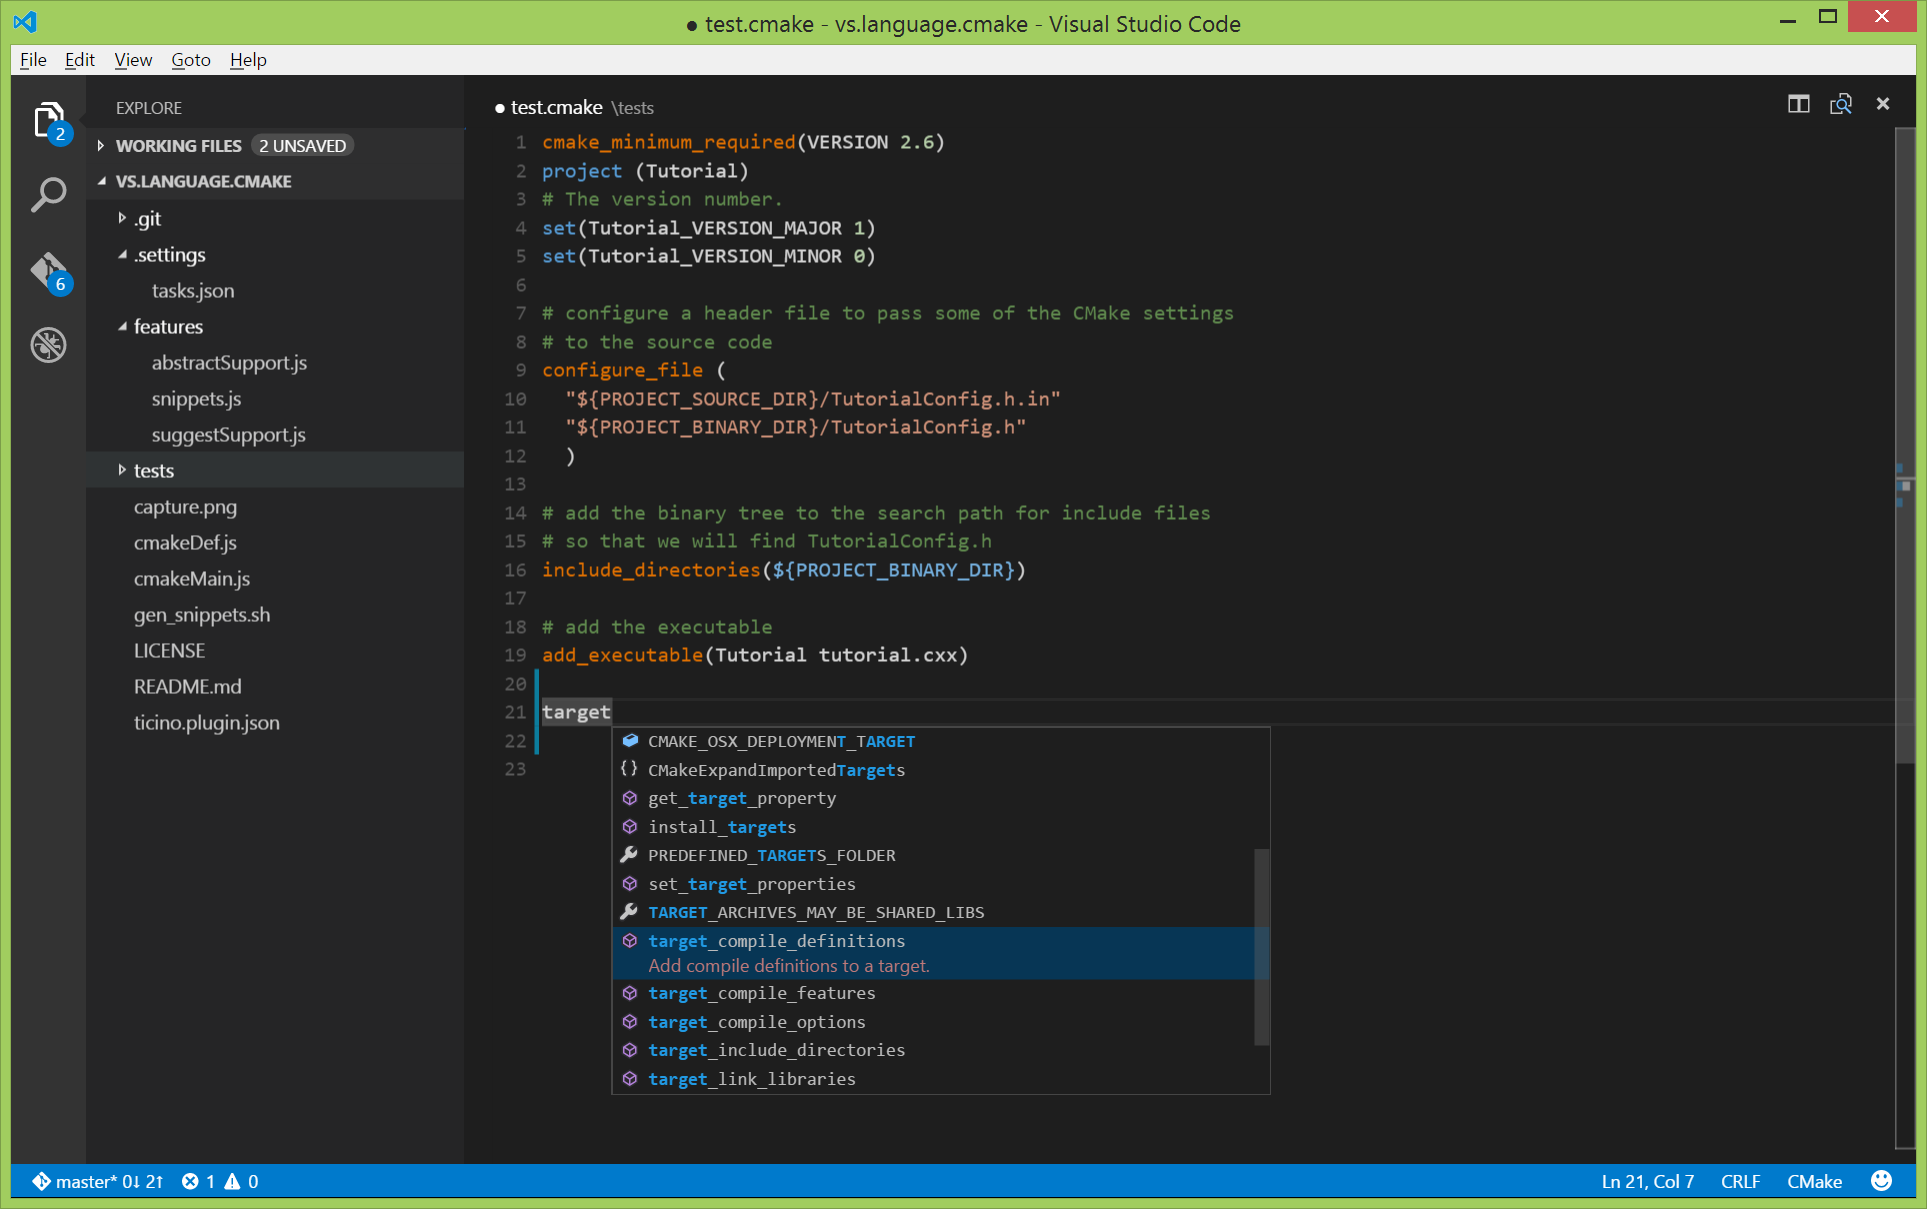 ● test.cmake - vs.language.cmake - Visual Studio Code
File Edit View Goto Help
2
6
EXPLORE
WORKING FILES 2 UNSAVED
VS.LANGUAGE.CMAKE
.git
.settings
tasks.json
features
abstractSupport.js
snippets.js
suggestSupport.js
tests
capture.png
cmakeDef.js
cmakeMain.js
gen_snippets.sh
LICENSE
README.md
ticino.plugin.json
● test.cmake \tests
1 cmake_minimum_required(VERSION 2.6)
2 project (Tutorial)
3 # The version number.
4 set(Tutorial_VERSION_MAJOR 1)
5 set(Tutorial_VERSION_MINOR 0)
6
7 # configure a header file to pass some of the CMake settings
8 # to the source code
9 configure_file (
10   "${PROJECT_SOURCE_DIR}/TutorialConfig.h.in"
11   "${PROJECT_BINARY_DIR}/TutorialConfig.h"
12   )
13
14 # add the binary tree to the search path for include files
15 # so that we will find TutorialConfig.h
16 include_directories(${PROJECT_BINARY_DIR})
17
18 # add the executable
19 add_executable(Tutorial tutorial.cxx)
20
21 target
22
23
CMAKE_OSX_DEPLOYMENT_TARGET
{} CMakeExpandImportedTargets
get_target_property
install_targets
PREDEFINED_TARGETS_FOLDER
set_target_properties
TARGET_ARCHIVES_MAY_BE_SHARED_LIBS
target_compile_definitions
Add compile definitions to a target.
target_compile_features
target_compile_options
target_include_directories
target_link_libraries
master* 0↓ 2↑ 1 0
Ln 21, Col 7 CRLF CMake